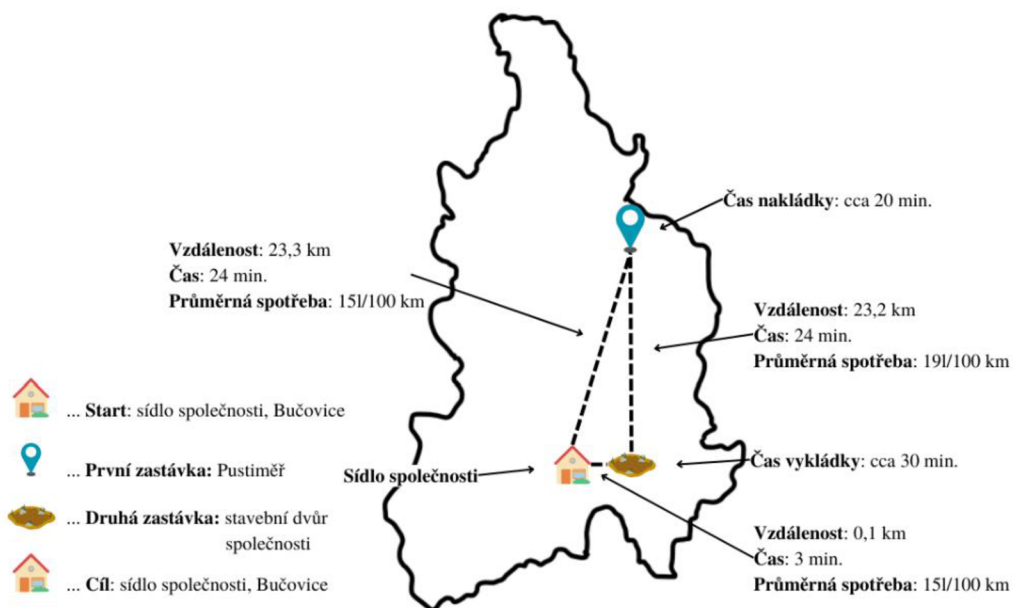 Čas nakládky: cca 20 min.
Vzdálenost: 23,3 km
Čas: 24 min.
Průměrná spotřeba: 15l/100 km
Vzdálenost: 23,2 km
Čas: 24 min.
Průměrná spotřeba: 19l/100 km
... Start: sídlo společnosti, Bučovice
... První zastávka: Pustiměř
... Druhá zastávka: stavební dvůr
společnosti
... Cíl: sídlo společnosti, Bučovice
Sídlo společnosti
Čas vykládky: cca 30 min.
Vzdálenost: 0,1 km
Čas: 3 min.
Průměrná spotřeba: 15l/100 km